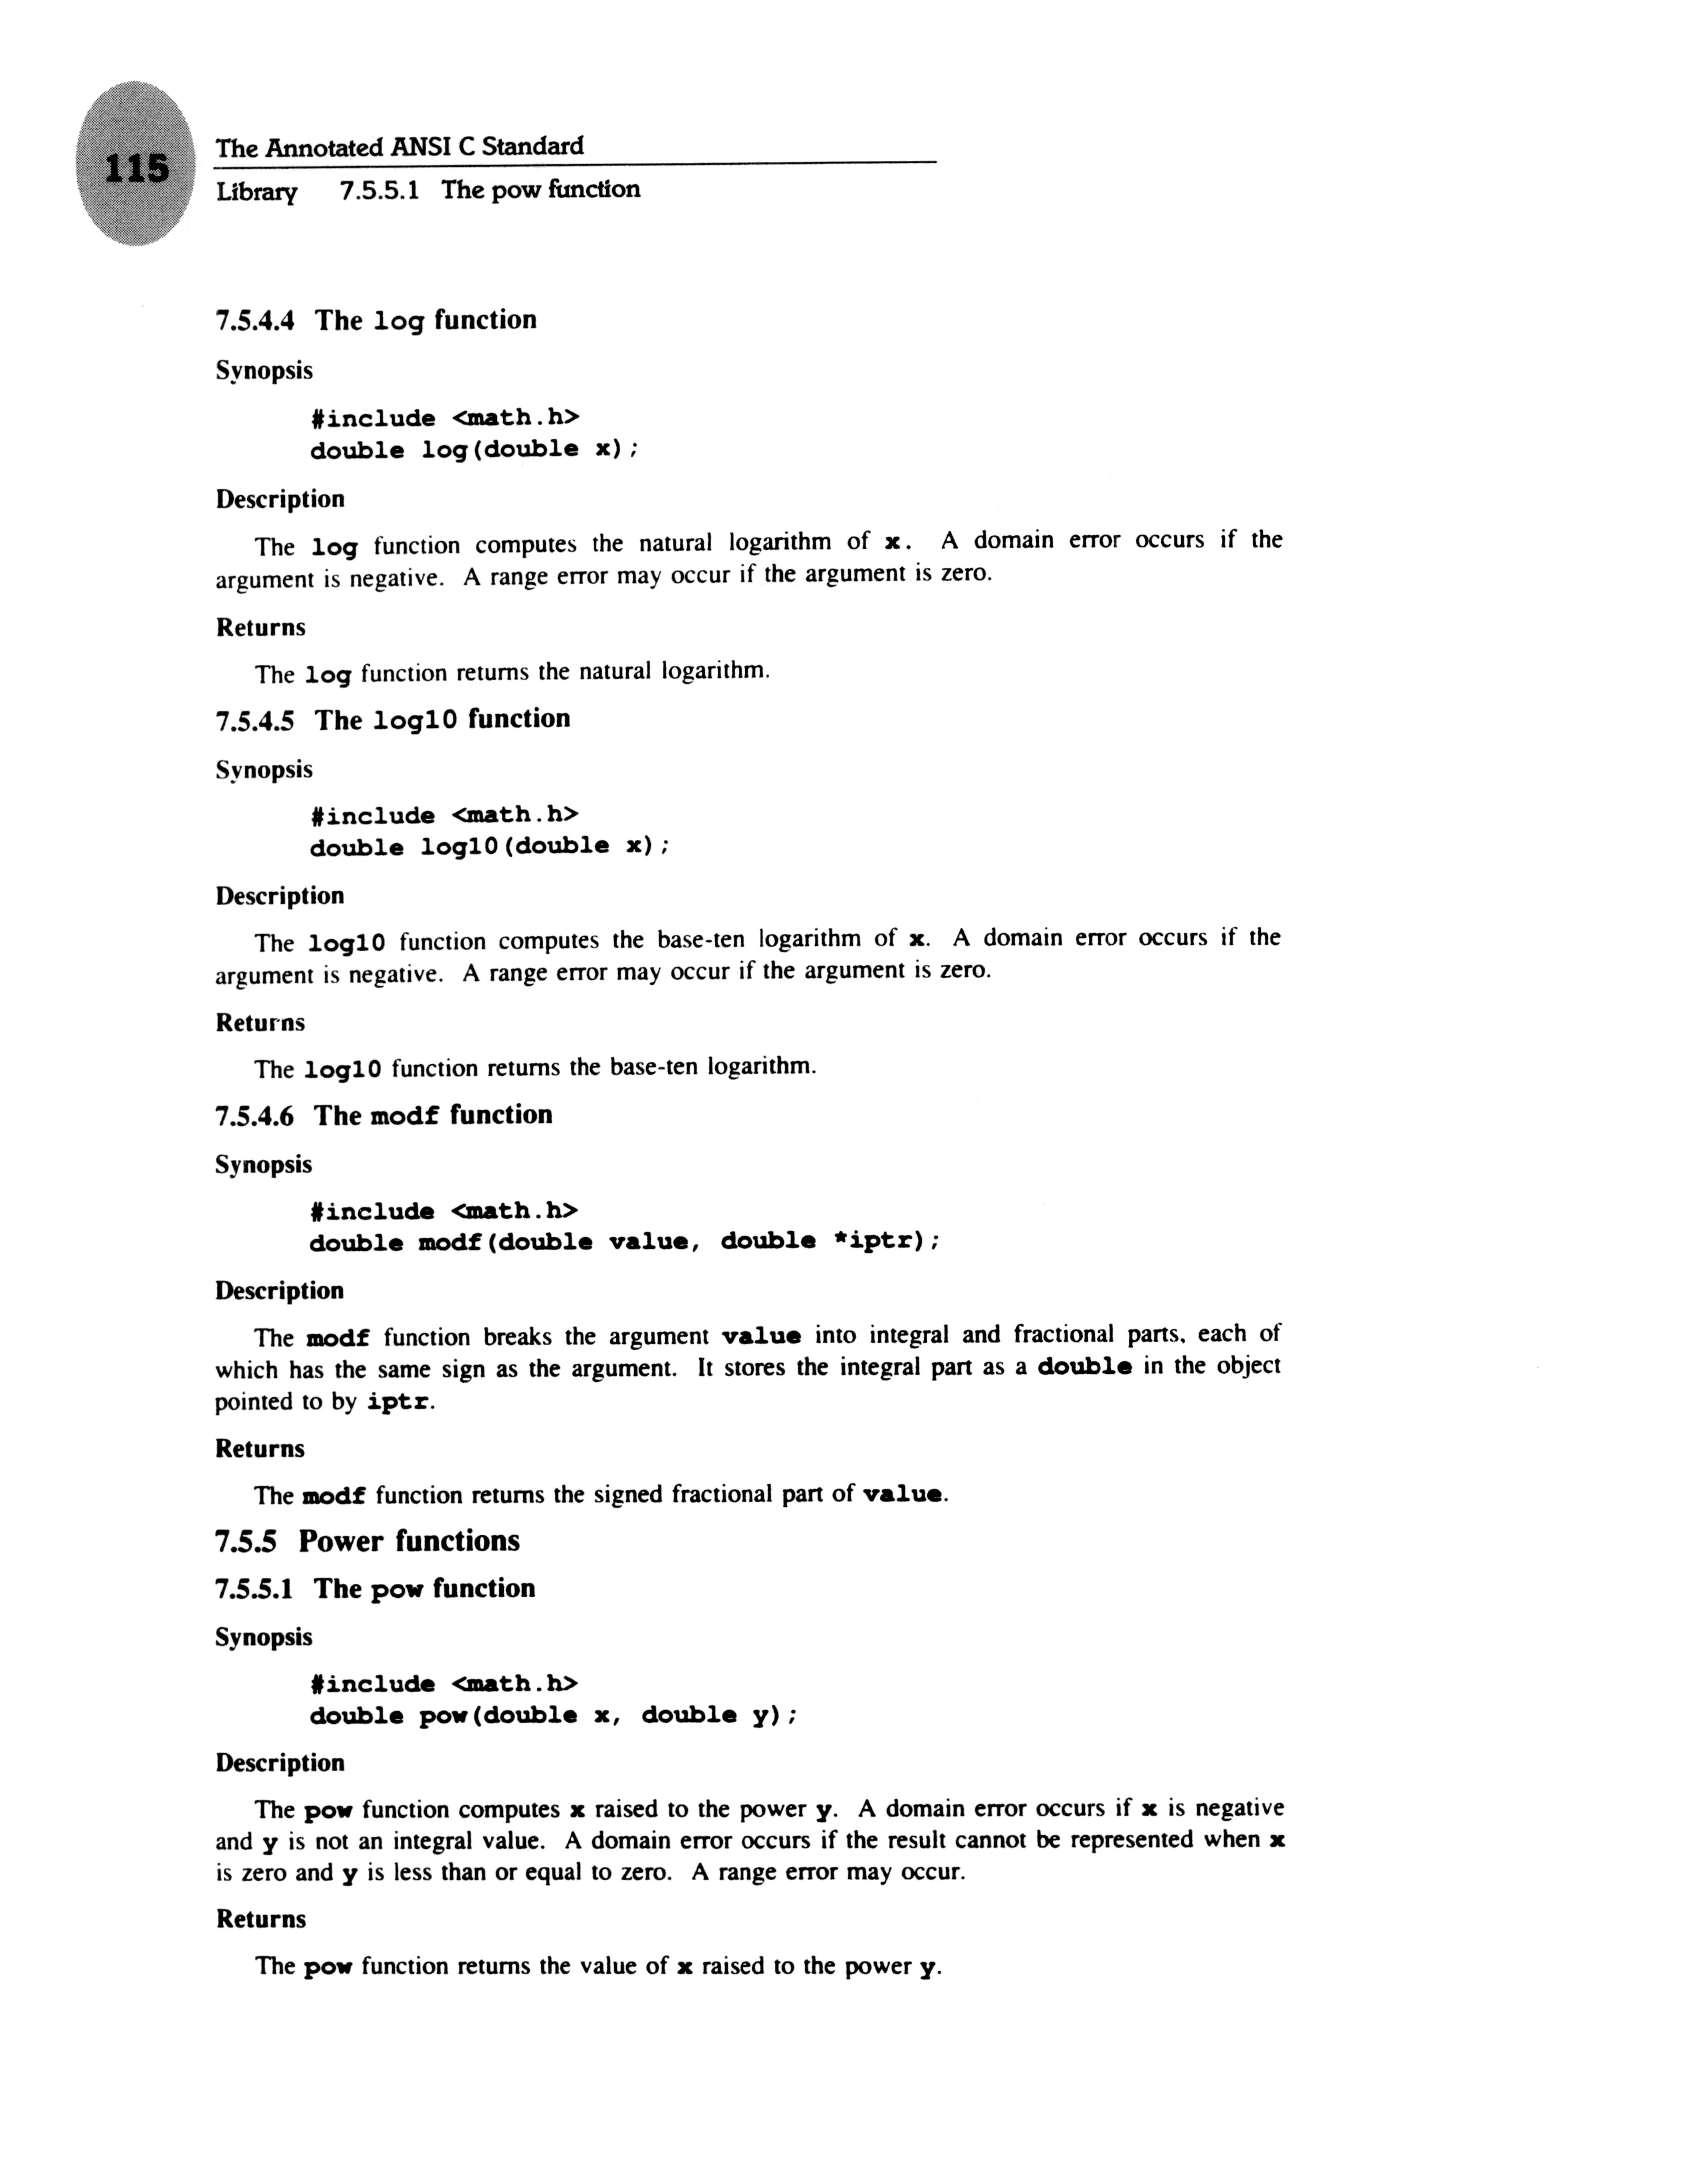 115
The Annotated ANSI C Standard
Library 7.5.5.1 The pow function
7.5.4.4 The log function
Synopsis
#include <math.h>
double log(double x);
Description
The log function computes the natural logarithm of x. A domain error occurs if the
argument is negative. A range error may occur if the argument is zero.
Returns
The log function returns the natural logarithm.
7.5.4.5 The log10 function
Synopsis
#include <math.h>
double log10(double x);
Description
The log10 function computes the base-ten logarithm of x. A domain error occurs if the
argument is negative. A range error may occur if the argument is zero.
Returns
The log10 function returns the base-ten logarithm.
7.5.4.6 The modf function
Synopsis
#include <math.h>
double modf(double value, double *iptr);
Description
The modf function breaks the argument value into integral and fractional parts, each of
which has the same sign as the argument. It stores the integral part as a double in the object
pointed to by iptr.
Returns
The modf function returns the signed fractional part of value.
7.5.5 Power functions
7.5.5.1 The pow function
Synopsis
#include <math.h>
double pow(double x, double y);
Description
The pow function computes x raised to the power y. A domain error occurs if x is negative
and y is not an integral value. A domain error occurs if the result cannot be represented when x
is zero and y is less than or equal to zero. A range error may occur.
Returns
The pow function returns the value of x raised to the power y.